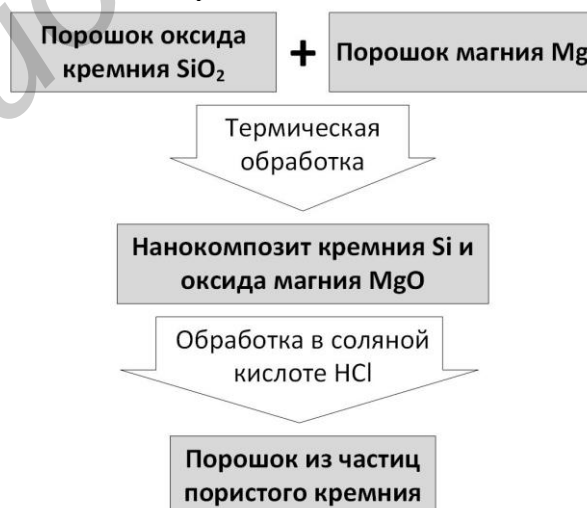 Порошок оксида
кремния SiO₂
+
Порошок магния Mg
Термическая
обработка
Нанокомпозит кремния Si и
оксида магния MgO
Обработка в соляной
кислоте HCl
Порошок из частиц
пористого кремния